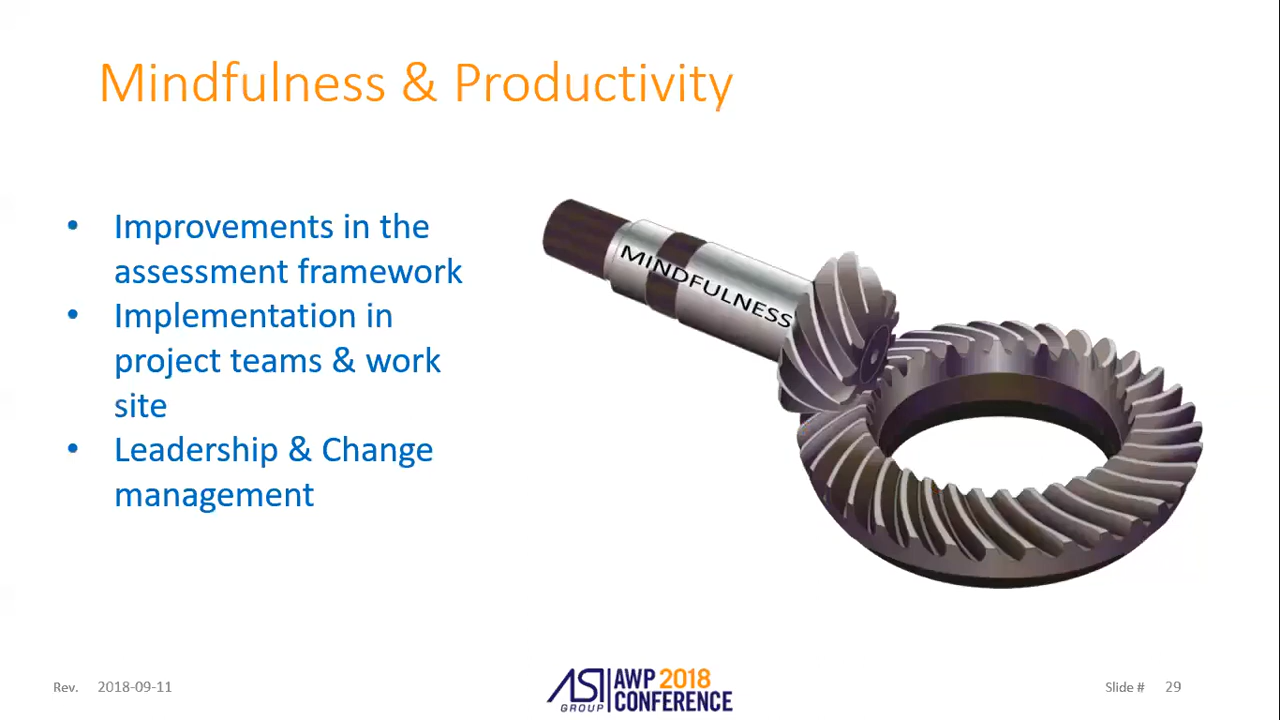 Mindfulness & Productivity
• Improvements in the
assessment framework
• Implementation in
project teams & work
site
• Leadership & Change
management
MINDFULNESS
Rev. 2018-09-11
ASI
GROUP
AWP 2018
CONFERENCE
Slide # 29